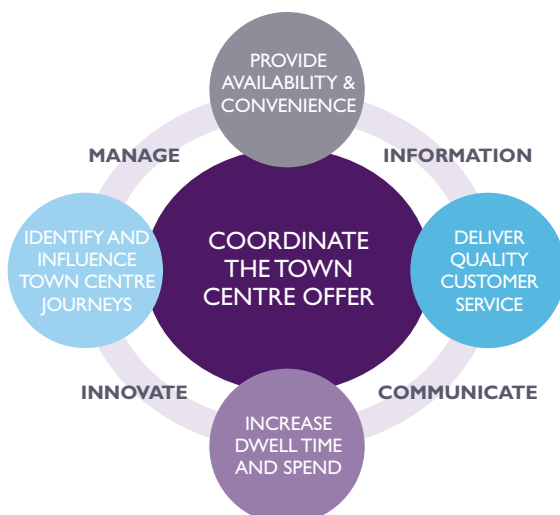 PROVIDE
AVAILABILITY &
CONVENIENCE
MANAGE
INFORMATION
IDENTIFY AND
INFLUENCE
TOWN CENTRE
JOURNEYS
COORDINATE
THE TOWN
CENTRE OFFER
DELIVER
QUALITY
CUSTOMER
SERVICE
INNOVATE
COMMUNICATE
INCREASE
DWELL TIME
AND SPEND